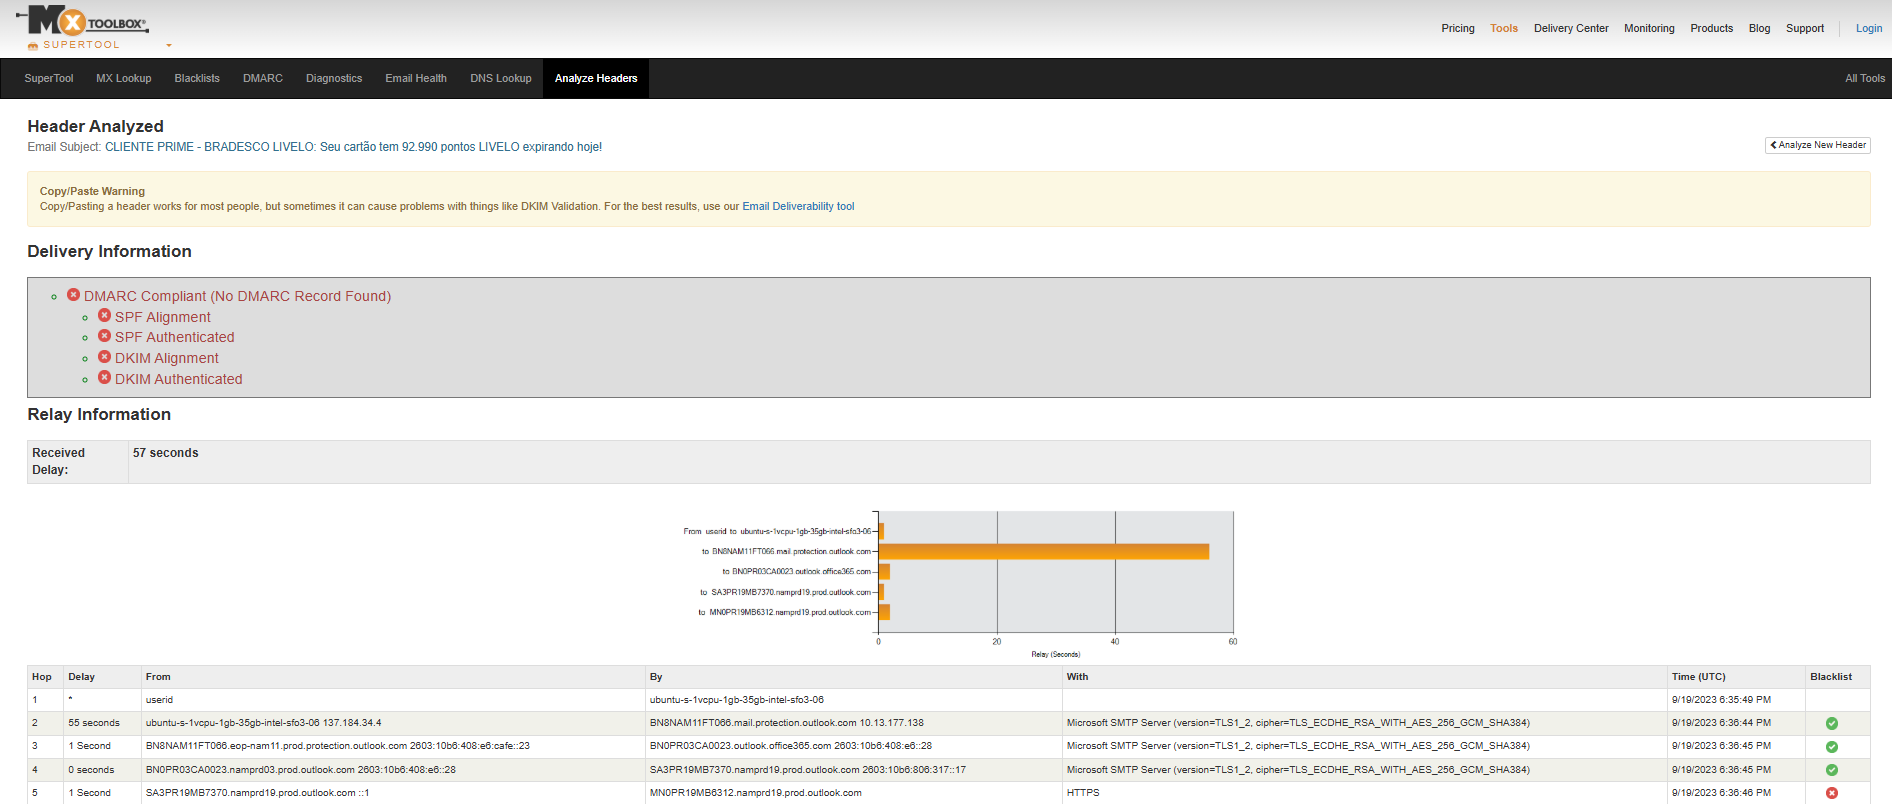 MX TOOLBOX®
SUPERTOOL
Pricing Tools Delivery Center Monitoring Products Blog Support Login
SuperTool MX Lookup Blacklists DMARC Diagnostics Email Health DNS Lookup Analyze Headers All Tools
Header Analyzed
Email Subject: CLIENTE PRIME - BRADESCO LIVELO: Seu cartão tem 92.990 pontos LIVELO expirando hoje!
Analyze New Header
Copy/Paste Warning
Copy/Pasting a header works for most people, but sometimes it can cause problems with things like DKIM Validation. For the best results, use our Email Deliverability tool
Delivery Information
DMARC Compliant (No DMARC Record Found)
SPF Alignment
SPF Authenticated
DKIM Alignment
DKIM Authenticated
Relay Information
Received Delay: 57 seconds
From userid to ubuntu-s-1vcpu-1gb-35gb-intel-sfo3-06
to BN8NAM11FT066.mail.protection.outlook.com
to BN0PR03CA0023.outlook.office365.com
to SA3PR19MB7370.namprd19.prod.outlook.com
to MN0PR19MB6312.namprd19.prod.outlook.com
0 20 40 60
Relay (Seconds)
Hop Delay From By With Time (UTC) Blacklist
1 * userid ubuntu-s-1vcpu-1gb-35gb-intel-sfo3-06 9/19/2023 6:35:49 PM
2 55 seconds ubuntu-s-1vcpu-1gb-35gb-intel-sfo3-06 137.184.34.4 BN8NAM11FT066.mail.protection.outlook.com 10.13.177.138 Microsoft SMTP Server (version=TLS1_2, cipher=TLS_ECDHE_RSA_WITH_AES_256_GCM_SHA384) 9/19/2023 6:36:44 PM
3 1 Second BN8NAM11FT066.eop-nam11.prod.protection.outlook.com 2603:10b6:408:e6:cafe::23 BN0PR03CA0023.outlook.office365.com 2603:10b6:408:e6::28 Microsoft SMTP Server (version=TLS1_2, cipher=TLS_ECDHE_RSA_WITH_AES_256_GCM_SHA384) 9/19/2023 6:36:45 PM
4 0 seconds BN0PR03CA0023.namprd03.prod.outlook.com 2603:10b6:408:e6::28 SA3PR19MB7370.namprd19.prod.outlook.com 2603:10b6:806:317::17 Microsoft SMTP Server (version=TLS1_2, cipher=TLS_ECDHE_RSA_WITH_AES_256_GCM_SHA384) 9/19/2023 6:36:45 PM
5 1 Second SA3PR19MB7370.namprd19.prod.outlook.com ::1 MN0PR19MB6312.namprd19.prod.outlook.com HTTPS 9/19/2023 6:36:46 PM